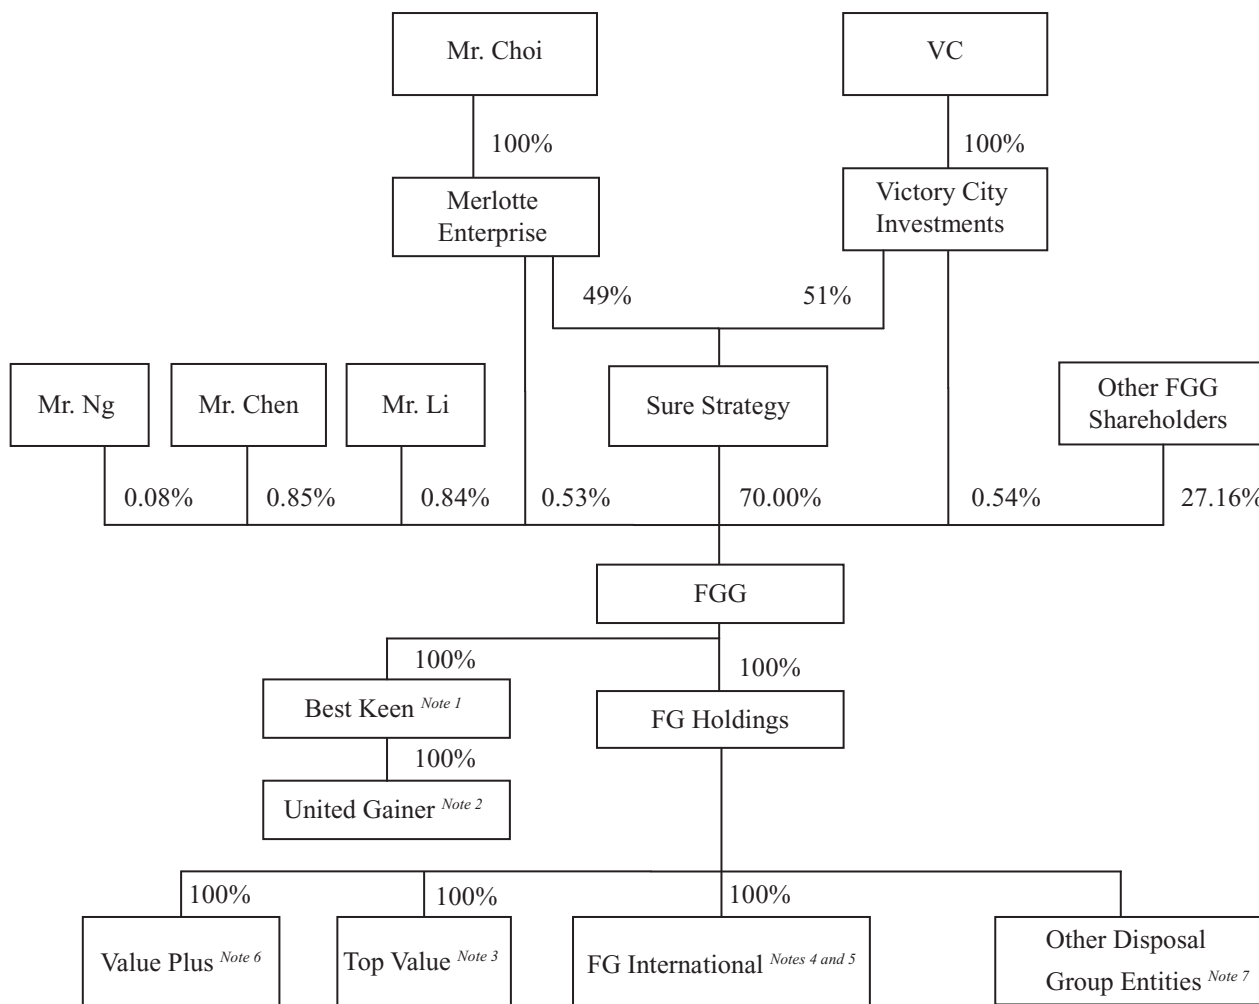 Mr. Choi
VC
100%
100%
Merlotte
Enterprise
Victory City
Investments
49%
51%
Mr. Ng
Mr. Chen
Mr. Li
Sure Strategy
Other FGG
Shareholders
0.08%
0.85%
0.84%
0.53%
70.00%
0.54%
27.16%
FGG
100%
100%
Best Keen Note 1
FG Holdings
100%
United Gainer Note 2
100%
100%
100%
Value Plus Note 6
Top Value Note 3
FG International Notes 4 and 5
Other Disposal
Group Entities Note 7